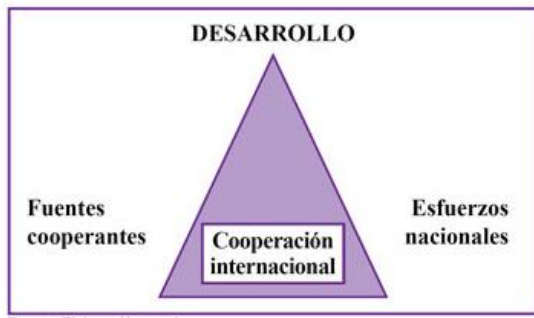 DESARROLLO
Fuentes
cooperantes
Esfuerzos
nacionales
Cooperación
internacional